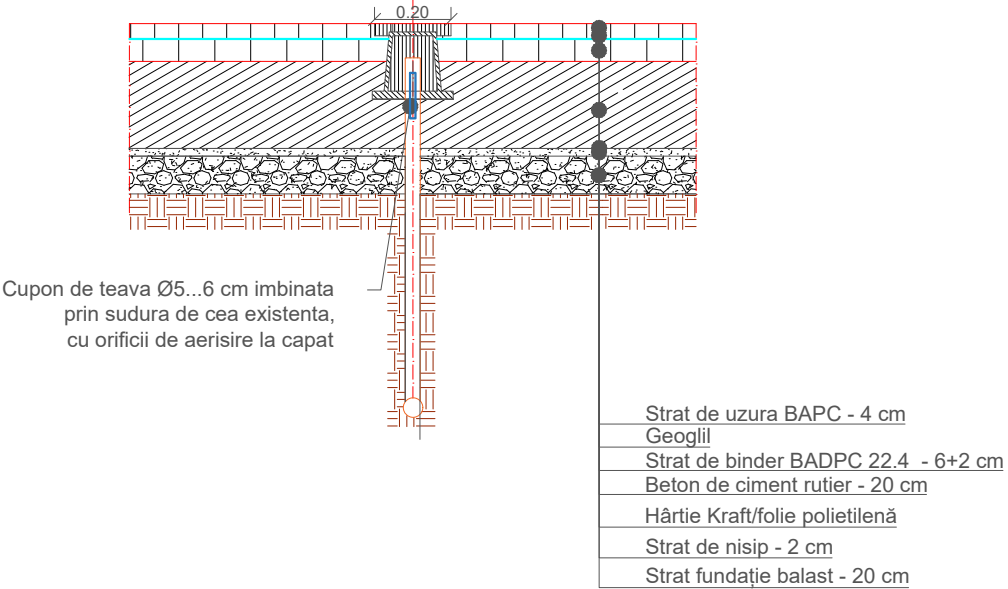 0.20
Cupon de teava Ø5...6 cm imbinata
prin sudura de cea existenta,
cu orificii de aerisire la capat
Strat de uzura BAPC - 4 cm
Geoglil
Strat de binder BADPC 22.4 - 6+2 cm
Beton de ciment rutier - 20 cm
Hârtie Kraft/folie polietilenă
Strat de nisip - 2 cm
Strat fundație balast - 20 cm